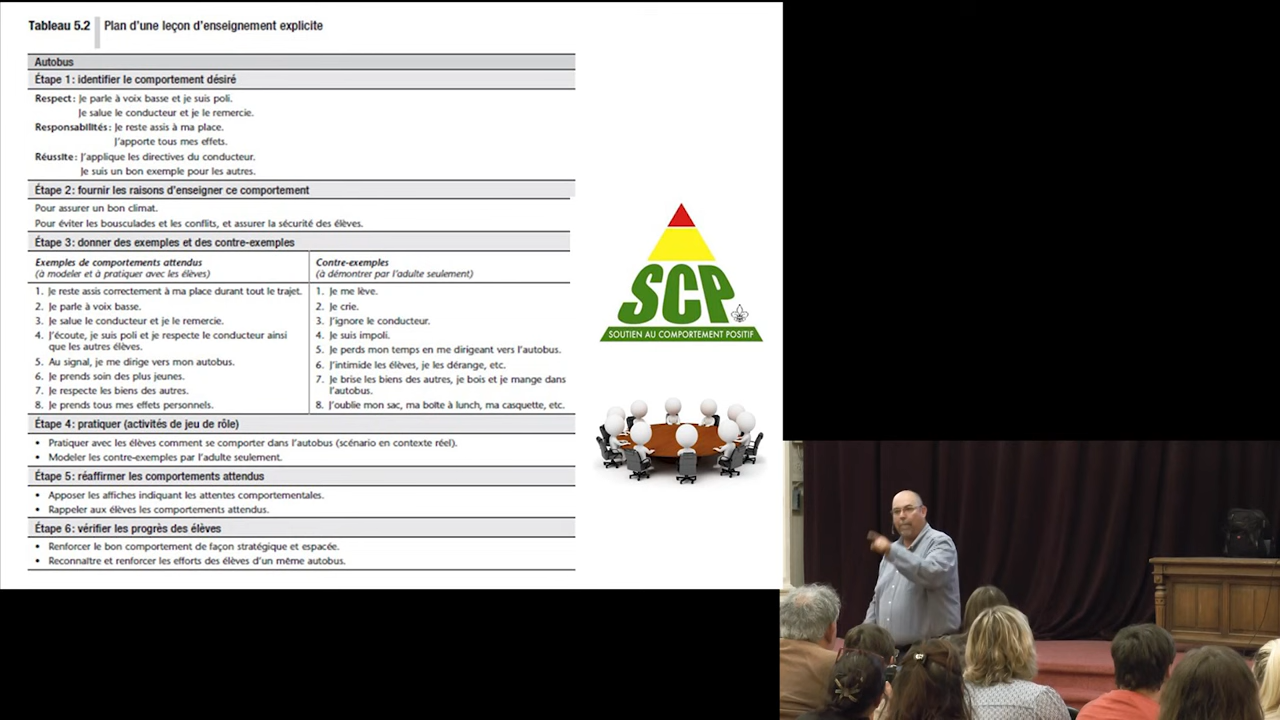 Tableau 5.2 Plan d'une leçon d'enseignement explicite
Autobus
Étape 1 : identifier le comportement désiré
Respect : Je parle à voix basse et je suis poli.
Je salue le conducteur et je le remercie.
Responsabilités : Je reste assis à ma place.
J'apporte tous mes effets.
Réussite : J'applique les directives du conducteur.
Je suis un bon exemple pour les autres.
Étape 2 : fournir les raisons d'enseigner ce comportement
Pour assurer un bon climat.
Pour éviter les bousculades et les conflits, et assurer la sécurité des élèves.
Étape 3 : donner des exemples et des contre-exemples
Exemples de comportements attendus
(à modeler et à pratiquer avec les élèves)
1. Je reste assis correctement à ma place durant tout le trajet.
2. Je parle à voix basse.
3. Je salue le conducteur et je le remercie.
4. J'écoute, je suis poli et je respecte le conducteur ainsi
que les autres élèves.
5. Au signal, je me dirige vers mon autobus.
6. Je prends soin des plus jeunes.
7. Je respecte les biens des autres.
8. Je prends tous mes effets personnels.
Contre-exemples
(à démontrer par l'adulte seulement)
1. Je me lève.
2. Je crie.
3. J'ignore le conducteur.
4. Je suis impoli.
5. Je perds mon temps en me dirigeant vers l'autobus.
6. J'intimide les élèves, je les dérange, etc.
7. Je brise les biens des autres, je bois et je mange dans
l'autobus.
8. J'oublie mon sac, ma boîte à lunch, ma casquette, etc.
Étape 4 : pratiquer (activités de jeu de rôle)
• Pratiquer avec les élèves comment se comporter dans l'autobus (scénario en contexte réel).
• Modeler les contre-exemples par l'adulte seulement.
Étape 5 : réaffirmer les comportements attendus
• Apposer les affiches indiquant les attentes comportementales.
• Rappeler aux élèves les comportements attendus.
Étape 6 : vérifier les progrès des élèves
• Renforcer le bon comportement de façon stratégique et espacée.
• Reconnaître et renforcer les efforts des élèves d'un même autobus.
SCP
SOUTIEN AU COMPORTEMENT POSITIF